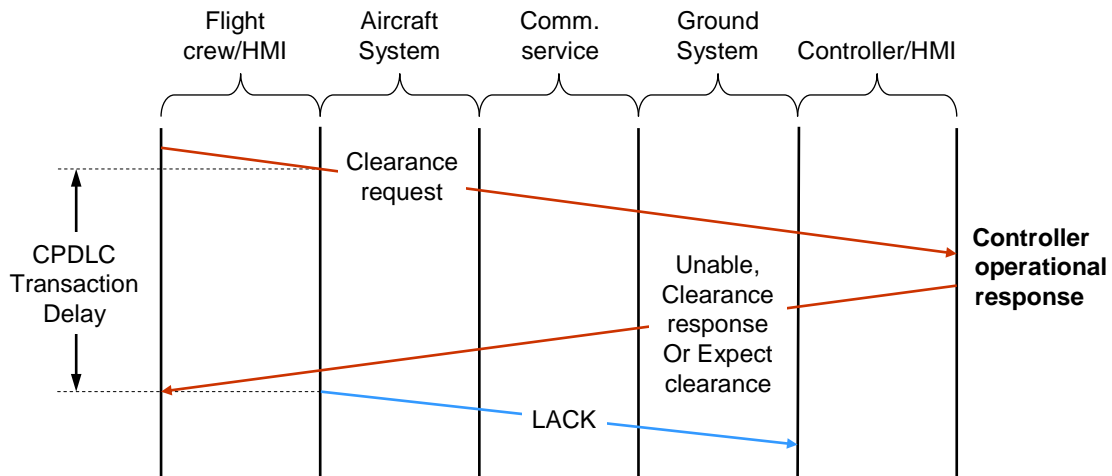 Flight
crew/HMI
Aircraft
System
Comm.
service
Ground
System
Controller/HMI
Clearance
request
CPDLC
Transaction
Delay
Unable,
Clearance
response
Or Expect
clearance
Controller
operational
response
LACK